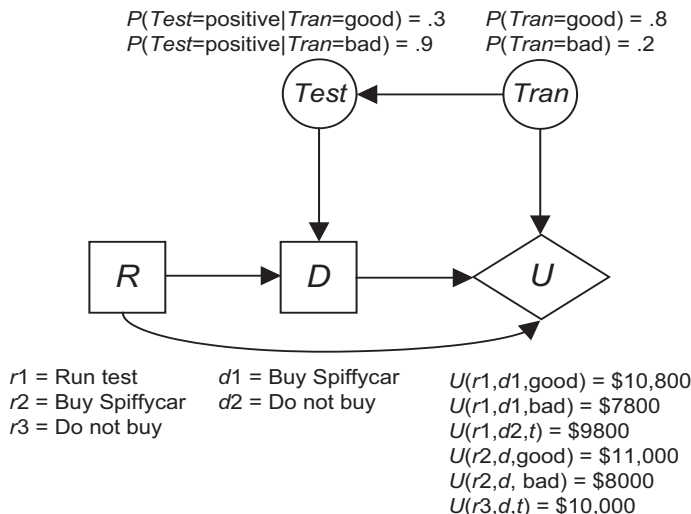 P(Test=positive|Tran=good) = .3
P(Test=positive|Tran=bad) = .9
P(Tran=good) = .8
P(Tran=bad) = .2
Test
Tran
R
D
U
r1 = Run test
r2 = Buy Spiffycar
r3 = Do not buy
d1 = Buy Spiffycar
d2 = Do not buy
U(r1,d1,good) = $10,800
U(r1,d1,bad) = $7800
U(r1,d2,t) = $9800
U(r2,d,good) = $11,000
U(r2,d, bad) = $8000
U(r3,d,t) = $10,000